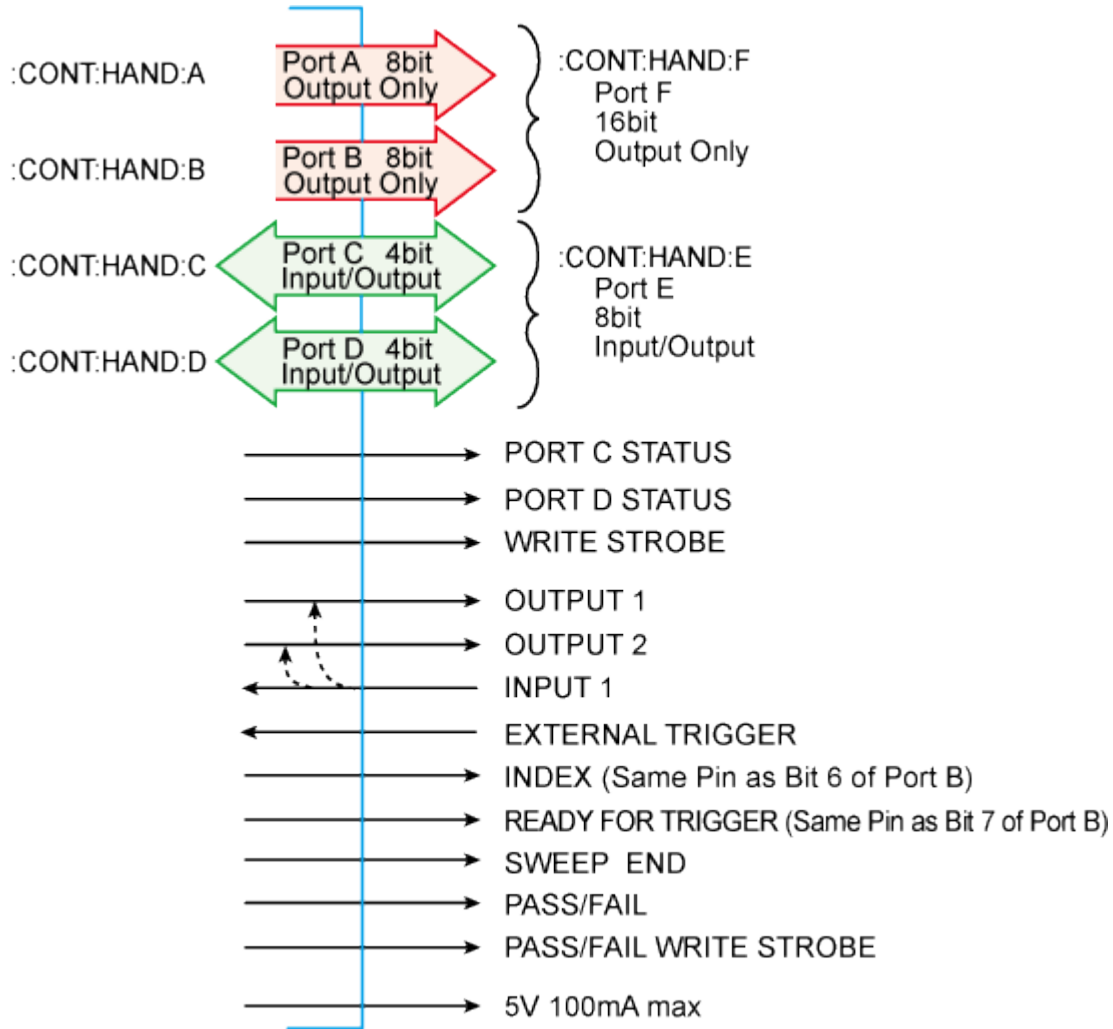 :CONT:HAND:A
Port A 8bit
Output Only
:CONT:HAND:B
Port B 8bit
Output Only
:CONT:HAND:F
Port F
16bit
Output Only
:CONT:HAND:C
Port C 4bit
Input/Output
:CONT:HAND:D
Port D 4bit
Input/Output
:CONT:HAND:E
Port E
8bit
Input/Output
PORT C STATUS
PORT D STATUS
WRITE STROBE
OUTPUT 1
OUTPUT 2
INPUT 1
EXTERNAL TRIGGER
INDEX (Same Pin as Bit 6 of Port B)
READY FOR TRIGGER (Same Pin as Bit 7 of Port B)
SWEEP END
PASS/FAIL
PASS/FAIL WRITE STROBE
5V 100mA max